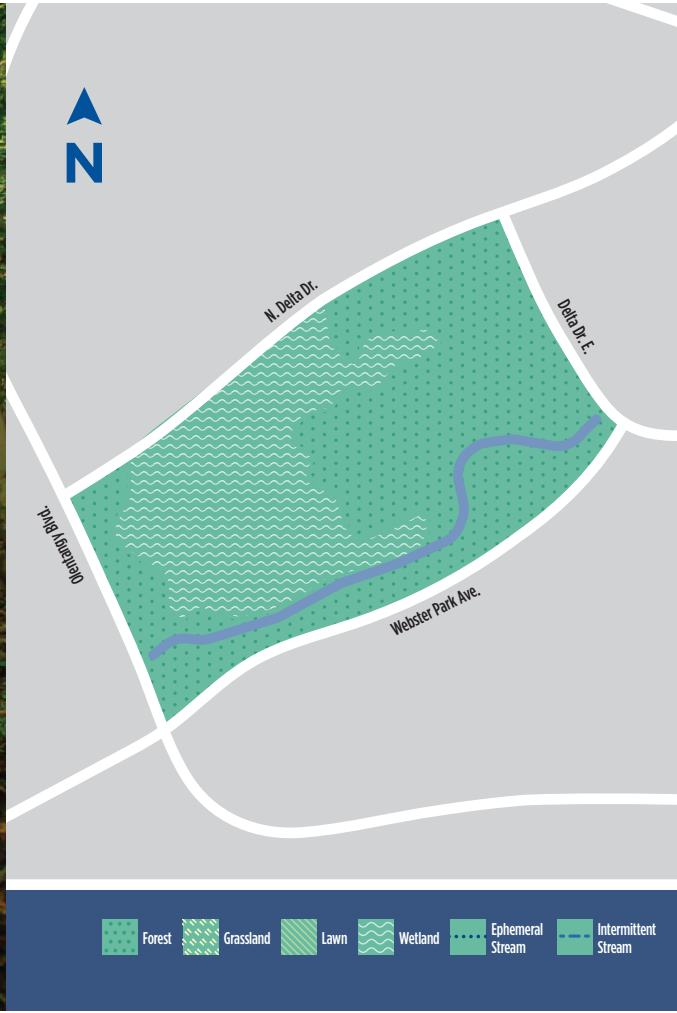 N
N. Delta Dr.
Delta Dr. E.
Olentangy Blvd.
Webster Park Ave.
Forest
Grassland
Lawn
Wetland
Ephemeral
Stream
Intermittent
Stream